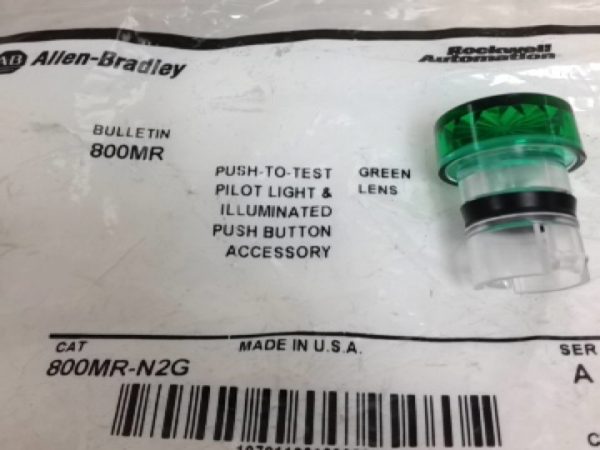 AB Allen-Bradley
Rockwell
Automation
BULLETIN
800MR
PUSH-TO-TEST
PILOT LIGHT &
ILLUMINATED
PUSH BUTTON
ACCESSORY
GREEN
LENS
CAT
800MR-N2G
MADE IN U.S.A.
SER
A